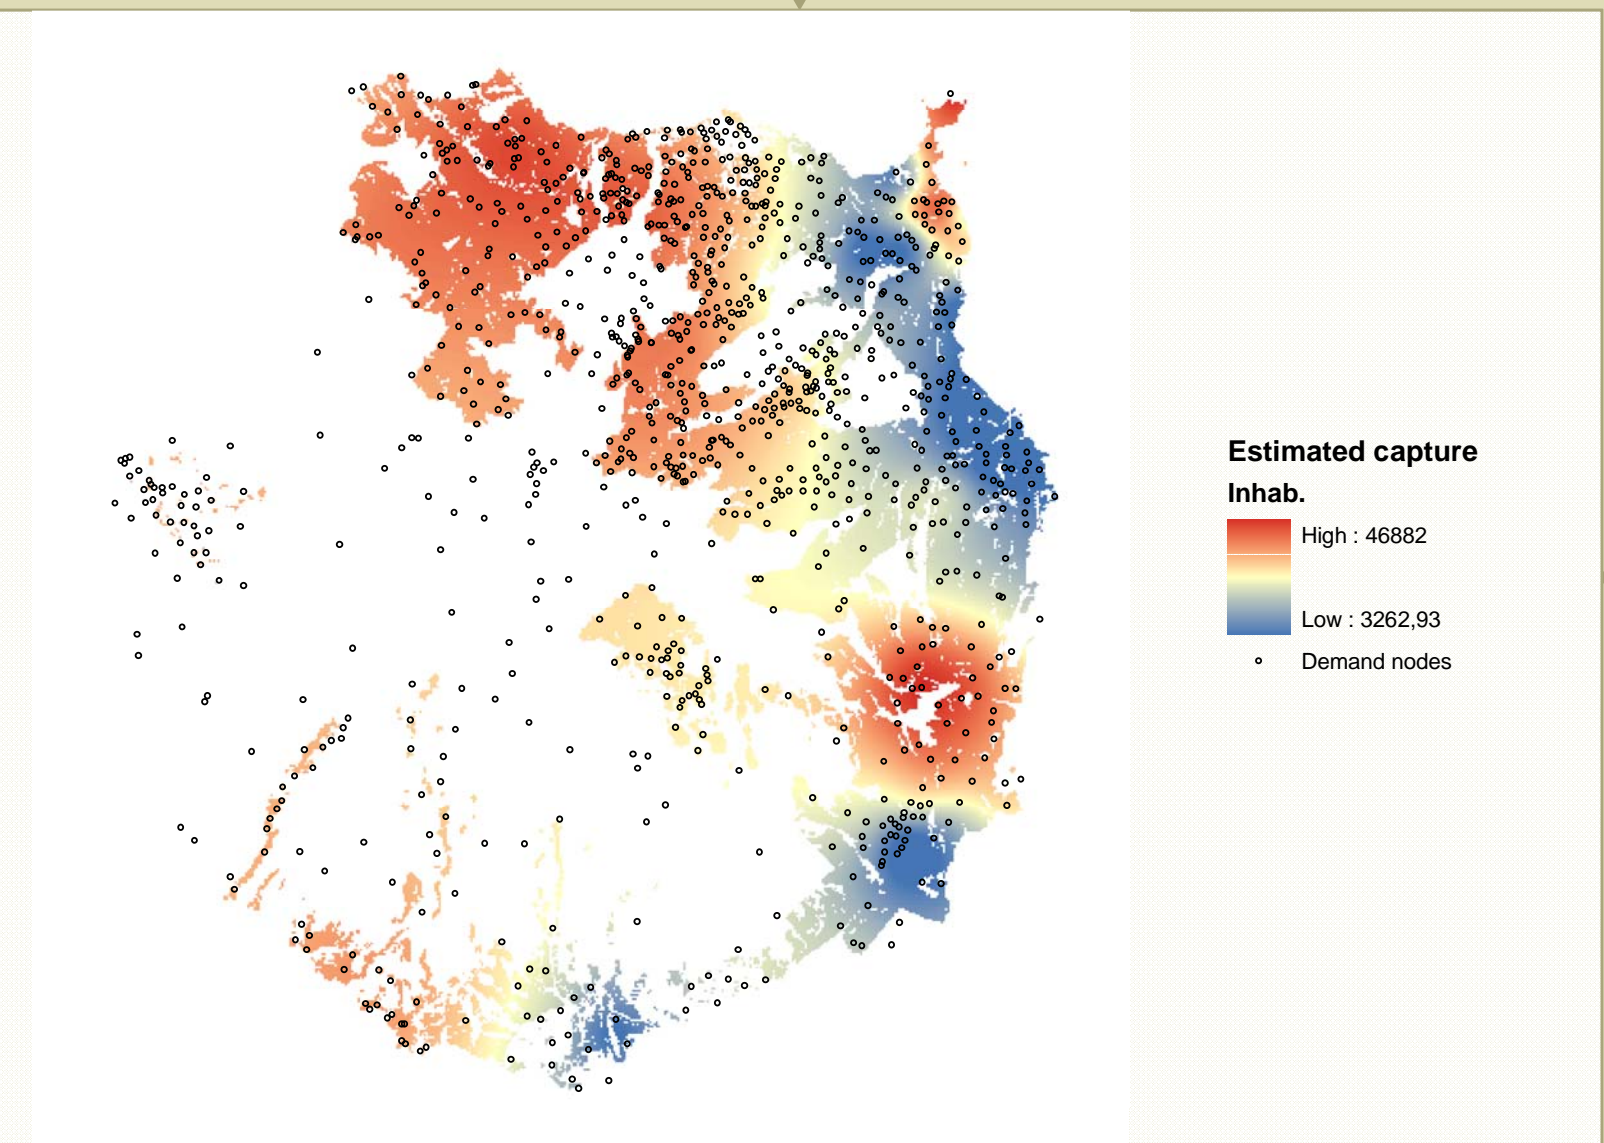 Estimated capture
Inhab.
High : 46882
Low : 3262,93
Demand nodes